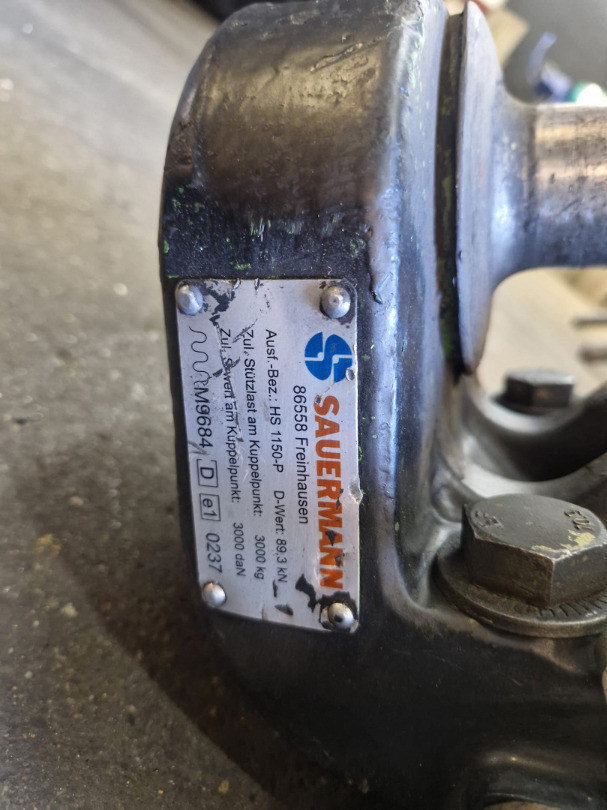 SAUERMANN
86558 Freinhausen
Ausf.-Bez.: HS 1150-P D-Wert: 89,3 kN
Zul. Stützlast am Kuppelpunkt: 3000 kg
Zul. S-wert am Kuppelpunkt: 3000 daN
M9684 D e1 0237